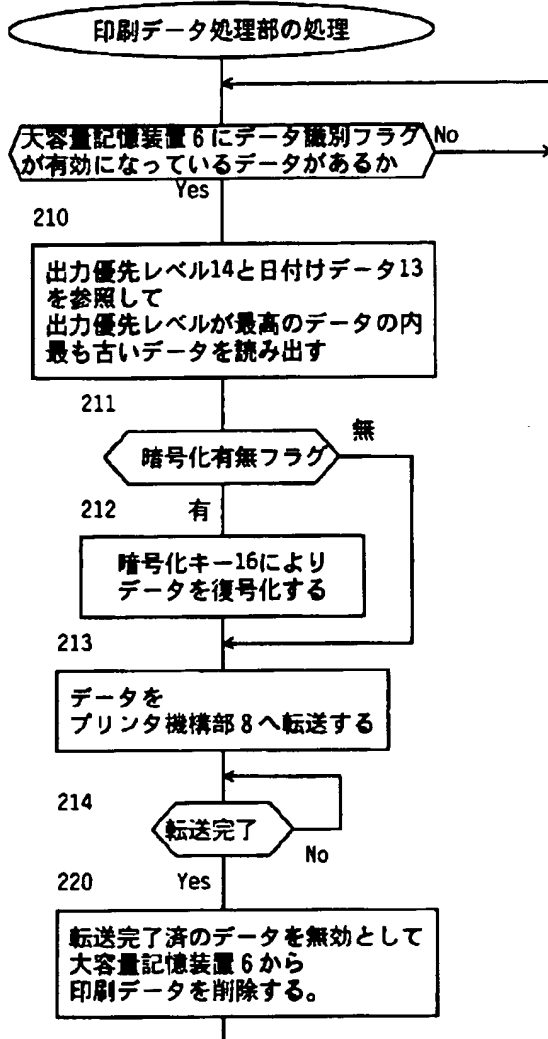 印刷データ処理部の処理
大容量記憶装置6にデータ識別フラグ
が有効になっているデータがあるか
No
Yes
210
出力優先レベル14と日付けデータ13
を参照して
出力優先レベルが最高のデータの内
最も古いデータを読み出す
211
暗号化有無フラグ
無
212
有
暗号化キー16により
データを復号化する
213
データを
プリンタ機構部8へ転送する
214
転送完了
No
220
Yes
転送完了済のデータを無効として
大容量記憶装置6から
印刷データを削除する。